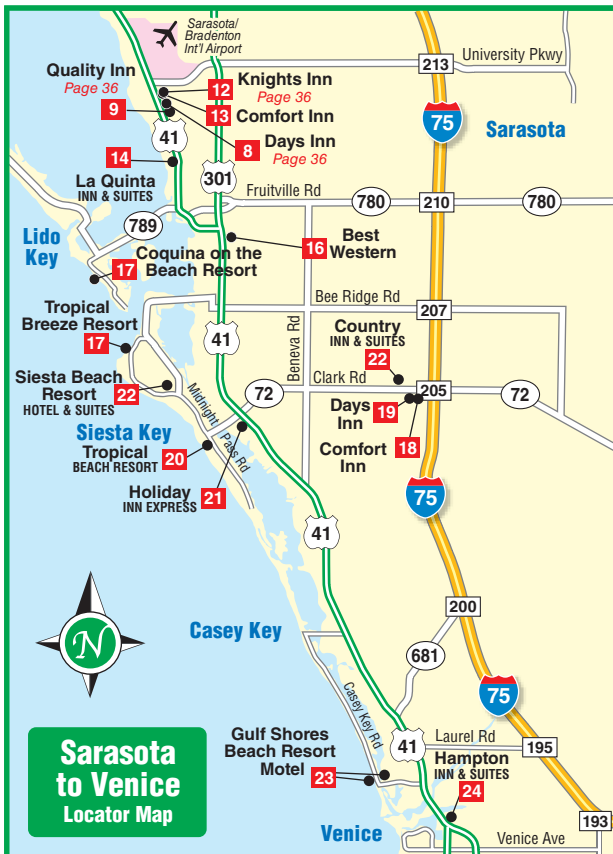 Sarasota/
Bradenton
Int'l Airport
University Pkwy
213
Quality Inn
Page 36
9
12
Knights Inn
Page 36
13
Comfort Inn
8
Days Inn
Page 36
75
Sarasota
41
14
La Quinta
INN & SUITES
301
Fruitville Rd
780
210
780
789
Lido
Key
17
Coquina on the
Beach Resort
16
Best
Western
Bee Ridge Rd
207
Tropical
Breeze Resort
17
41
Beneva Rd
Country
INN & SUITES
22
Siesta Beach
Resort
HOTEL & SUITES
22
Midnight
Pass Rd
72
Clark Rd
205
72
Days
Inn
19
18
Comfort
Inn
Siesta Key
Tropical
BEACH RESORT
20
Holiday
INN EXPRESS
21
75
41
200
N
Casey Key
681
Casey Key Rd
75
Sarasota
to Venice
Locator Map
Gulf Shores
Beach Resort
Motel
23
41
Laurel Rd
195
Hampton
INN & SUITES
24
193
Venice
Venice Ave